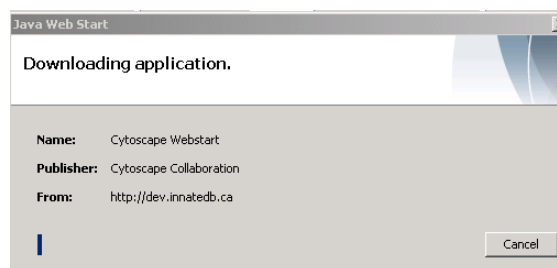 Java Web Start
Downloading application.
Name: Cytoscape Webstart
Publisher: Cytoscape Collaboration
From: http://dev.innatedb.ca
Cancel